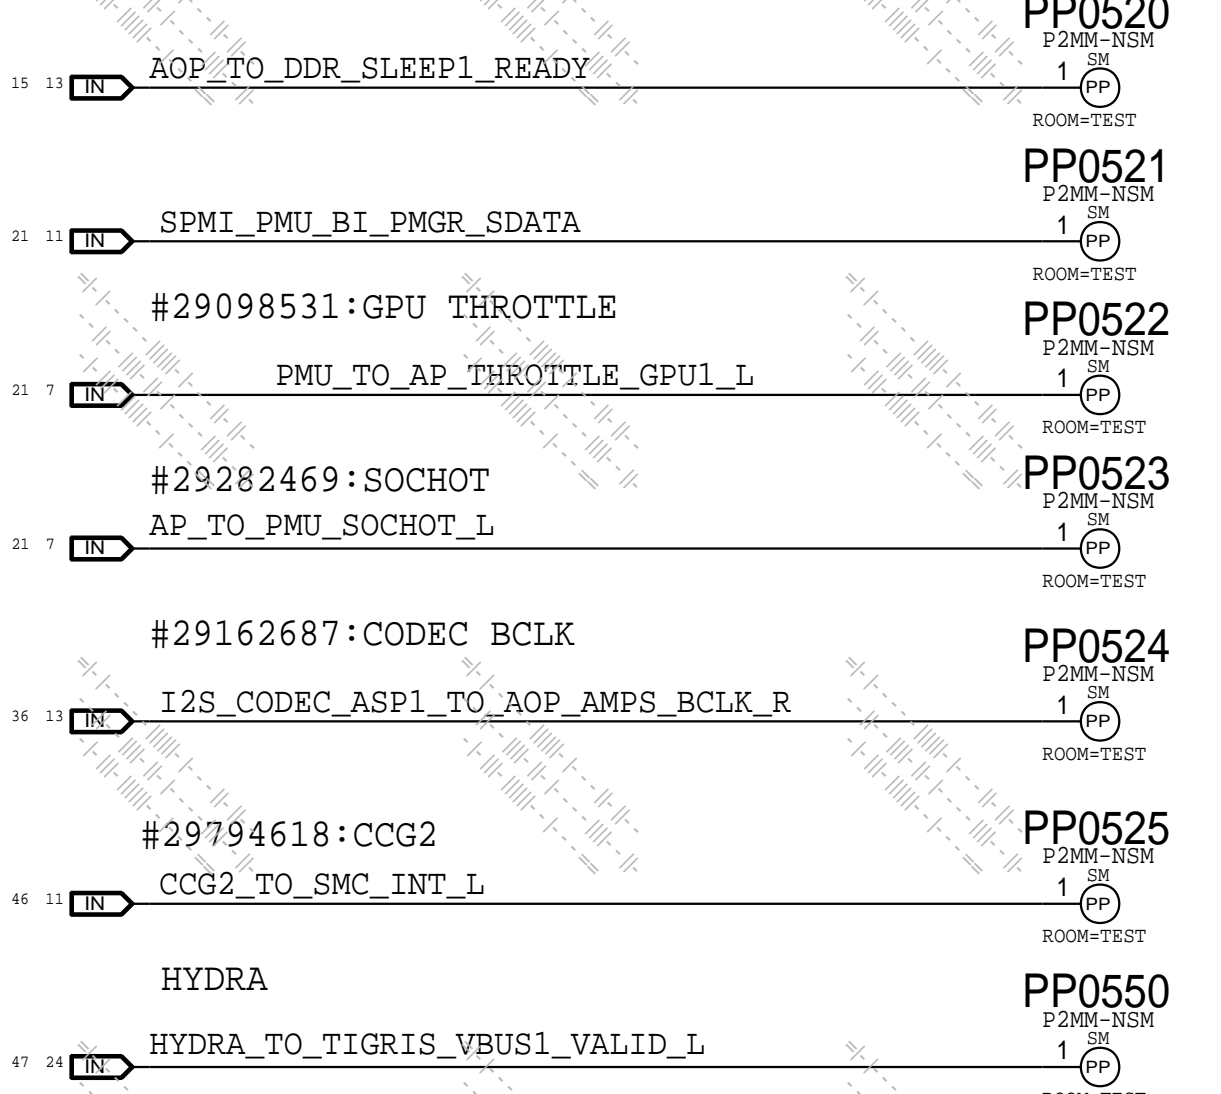 PP0520
P2MM-NSM
SM
AOP_TO_DDR_SLEEP1_READY
15 13 IN 1 PP
ROOM=TEST
PP0521
P2MM-NSM
SM
SPMI_PMU_BI_PMGR_SDATA
21 11 IN 1 PP
ROOM=TEST
#29098531:GPU THROTTLE
PP0522
P2MM-NSM
SM
PMU_TO_AP_THROTTLE_GPU1_L
21 7 IN 1 PP
ROOM=TEST
#29282469:SOCHOT
PP0523
P2MM-NSM
SM
AP_TO_PMU_SOCHOT_L
21 7 IN 1 PP
ROOM=TEST
#29162687:CODEC BCLK
PP0524
P2MM-NSM
SM
I2S_CODEC_ASP1_TO_AOP_AMPS_BCLK_R
36 13 IN 1 PP
ROOM=TEST
#29794618:CCG2
PP0525
P2MM-NSM
SM
CCG2_TO_SMC_INT_L
46 11 IN 1 PP
ROOM=TEST
HYDRA
PP0550
P2MM-NSM
SM
HYDRA_TO_TIGRIS_VBUS1_VALID_L
47 24 IN 1 PP